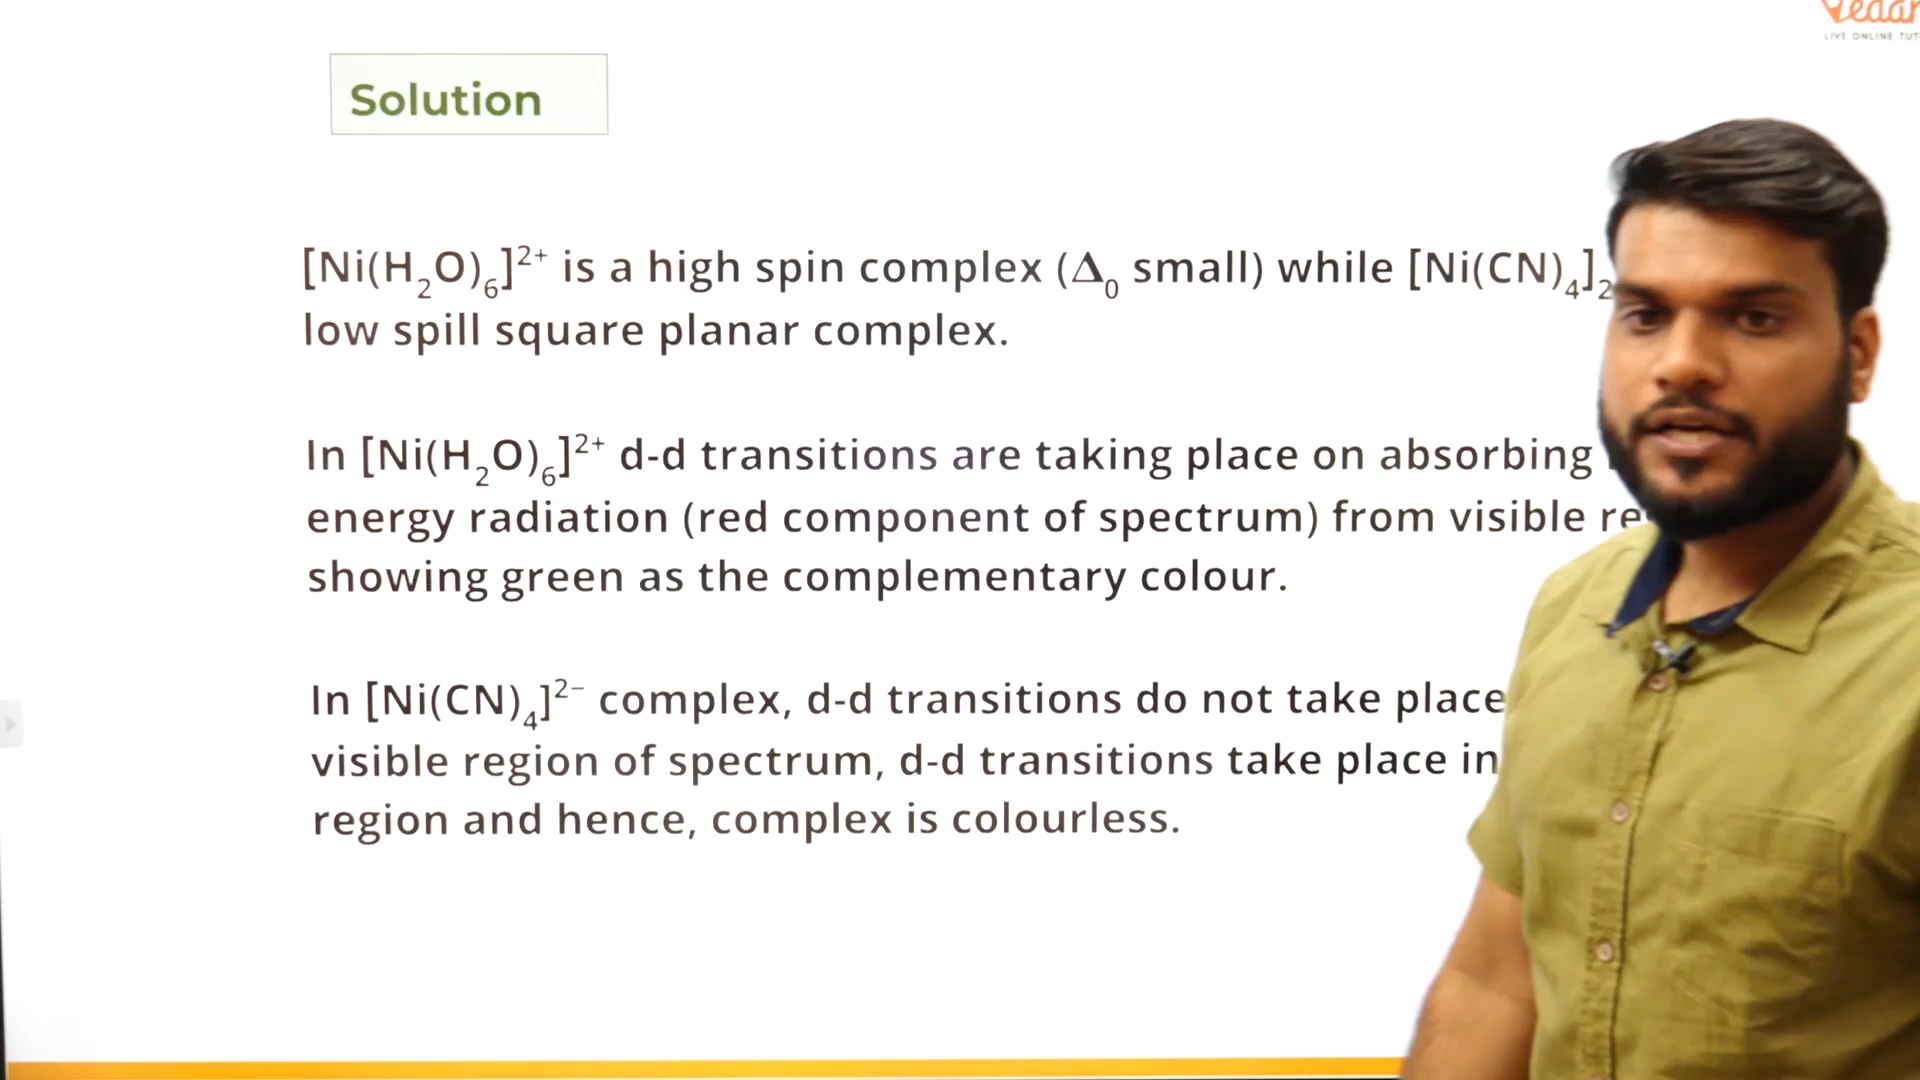 LIVE ONLINE TUT
Solution
[Ni(H₂O)₆]²⁺ is a high spin complex (Δ₀ small) while [Ni(CN)₄]₂
low spill square planar complex.
In [Ni(H₂O)₆]²⁺ d-d transitions are taking place on absorbing
energy radiation (red component of spectrum) from visible
showing green as the complementary colour.
In [Ni(CN)₄]²⁻ complex, d-d transitions do not take place
visible region of spectrum, d-d transitions take place in
region and hence, complex is colourless.